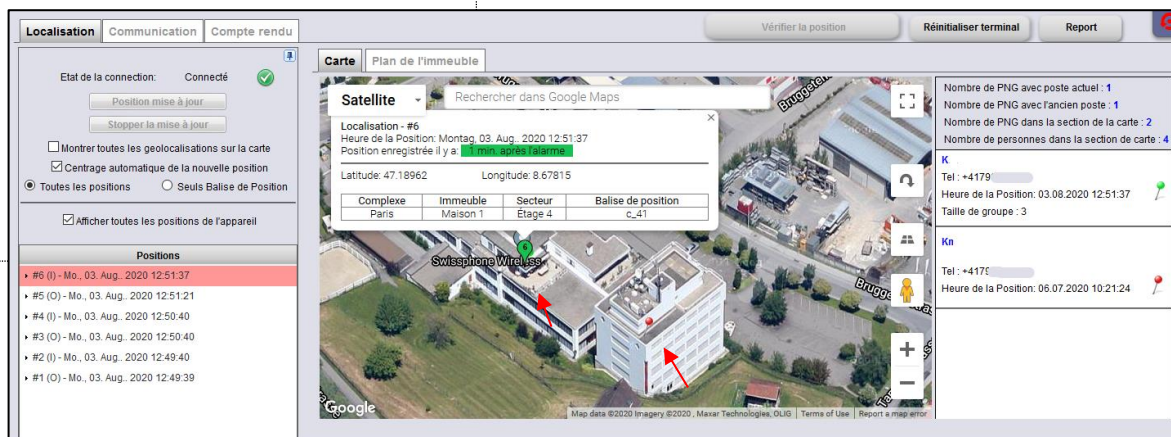 Localisation Communication Compte rendu
Vérifier la position Réinitialiser terminal Report
Etat de la connection: Connecté
Position mise à jour
Stopper la mise à jour
Montrer toutes les geolocalisations sur la carte
Centrage automatique de la nouvelle position
Toutes les positions Seuls Balise de Position
Afficher toutes les positions de l'appareil
Positions
#6 (I) - Mo., 03. Aug.. 2020 12:51:37
#5 (O) - Mo., 03. Aug.. 2020 12:51:21
#4 (I) - Mo., 03. Aug.. 2020 12:50:40
#3 (O) - Mo., 03. Aug.. 2020 12:50:40
#2 (I) - Mo., 03. Aug.. 2020 12:49:40
#1 (O) - Mo., 03. Aug.. 2020 12:49:39
Carte Plan de l'immeuble
Satellite Rechercher dans Google Maps
Localisation - #6
Heure de la Position: Montag, 03. Aug.. 2020 12:51:37
Position enregistrée il y a: 1 min. après l'alarme
Latitude: 47.18962 Longitude: 8.67815
Complexe Immeuble Secteur Balise de position
Paris Maison 1 Étage 4 c_41
6
Swissphone Wireless
Google
Map data ©2020 Imagery ©2020 , Maxar Technologies, OLIG Terms of Use Report a map error
Nombre de PNG avec poste actuel : 1
Nombre de PNG avec l'ancien poste : 1
Nombre de PNG dans la section de la carte : 2
Nombre de personnes dans la section de carte : 4
K
Tel : +4179
Heure de la Position: 03.08.2020 12:51:37
Taille de groupe : 3
Kn
Tel : +417
Heure de la Position: 06.07.2020 10:21:24